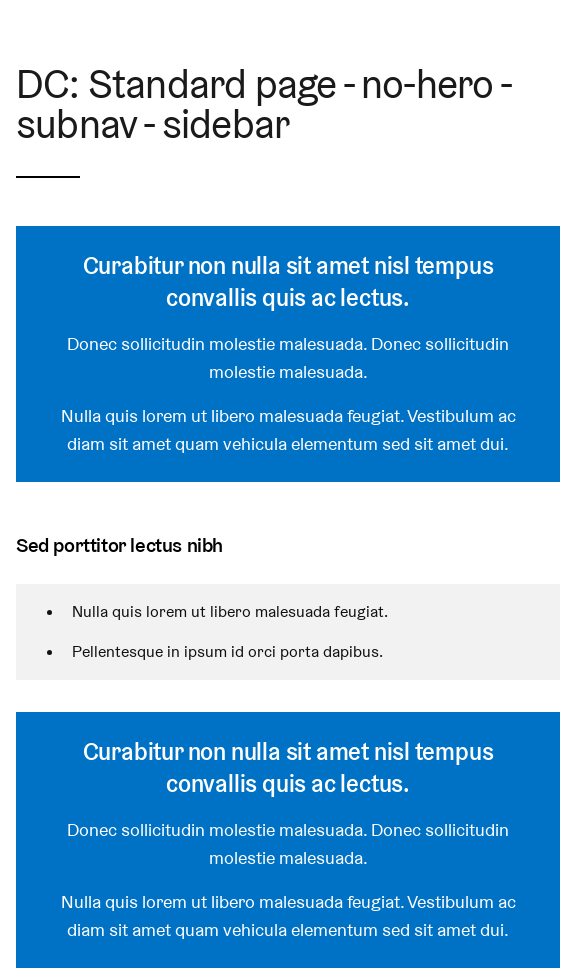 DC: Standard page - no-hero -
subnav - sidebar
Curabitur non nulla sit amet nisl tempus
convallis quis ac lectus.
Donec sollicitudin molestie malesuada. Donec sollicitudin
molestie malesuada.
Nulla quis lorem ut libero malesuada feugiat. Vestibulum ac
diam sit amet quam vehicula elementum sed sit amet dui.
Sed porttitor lectus nibh
• Nulla quis lorem ut libero malesuada feugiat.
• Pellentesque in ipsum id orci porta dapibus.
Curabitur non nulla sit amet nisl tempus
convallis quis ac lectus.
Donec sollicitudin molestie malesuada. Donec sollicitudin
molestie malesuada.
Nulla quis lorem ut libero malesuada feugiat. Vestibulum ac
diam sit amet quam vehicula elementum sed sit amet dui.